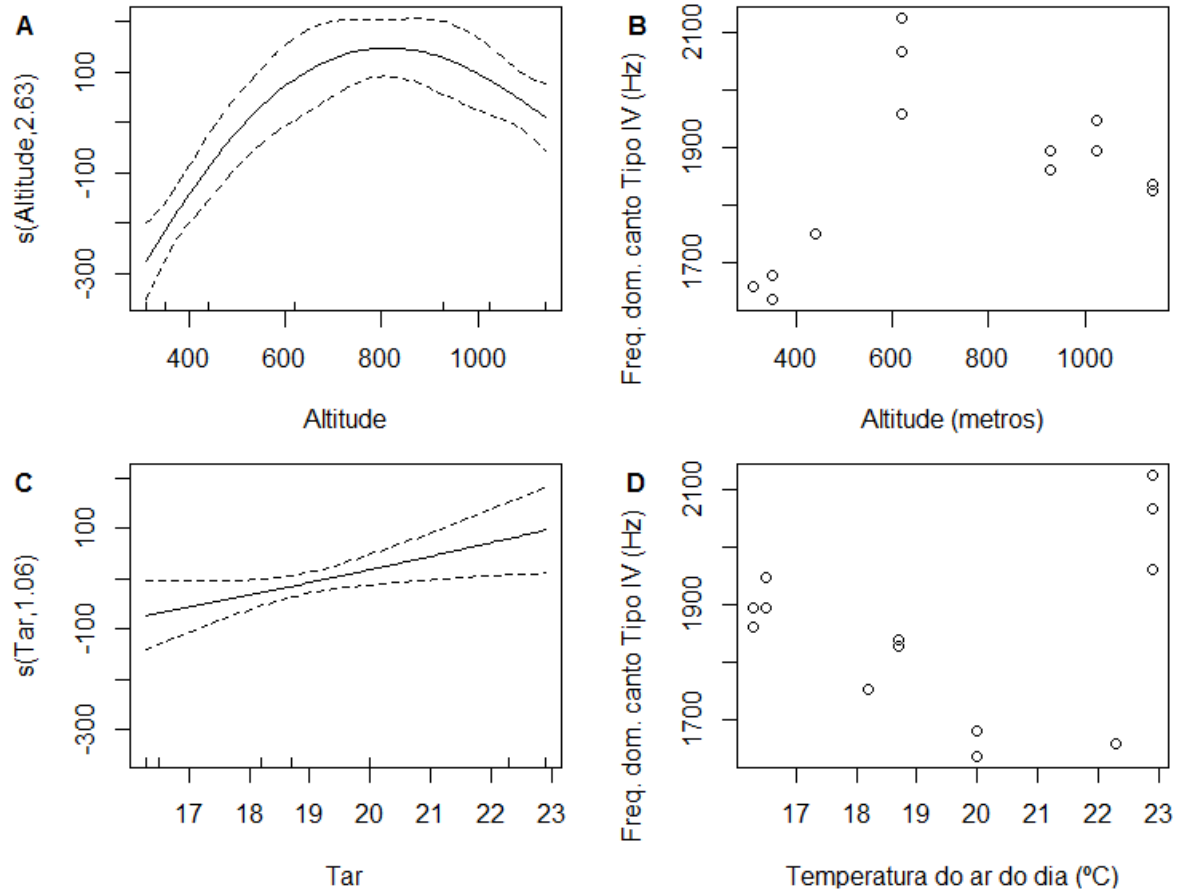 A
s(Altitude,2.63)
100
-100
-300
400 600 800 1000
Altitude
B
Freq. dom. canto Tipo IV (Hz)
2100
1900
1700
400 600 800 1000
Altitude (metros)
C
s(Tar,1.06)
100
-100
-300
17 18 19 20 21 22 23
Tar
D
Freq. dom. canto Tipo IV (Hz)
2100
1900
1700
17 18 19 20 21 22 23
Temperatura do ar do dia (ºC)